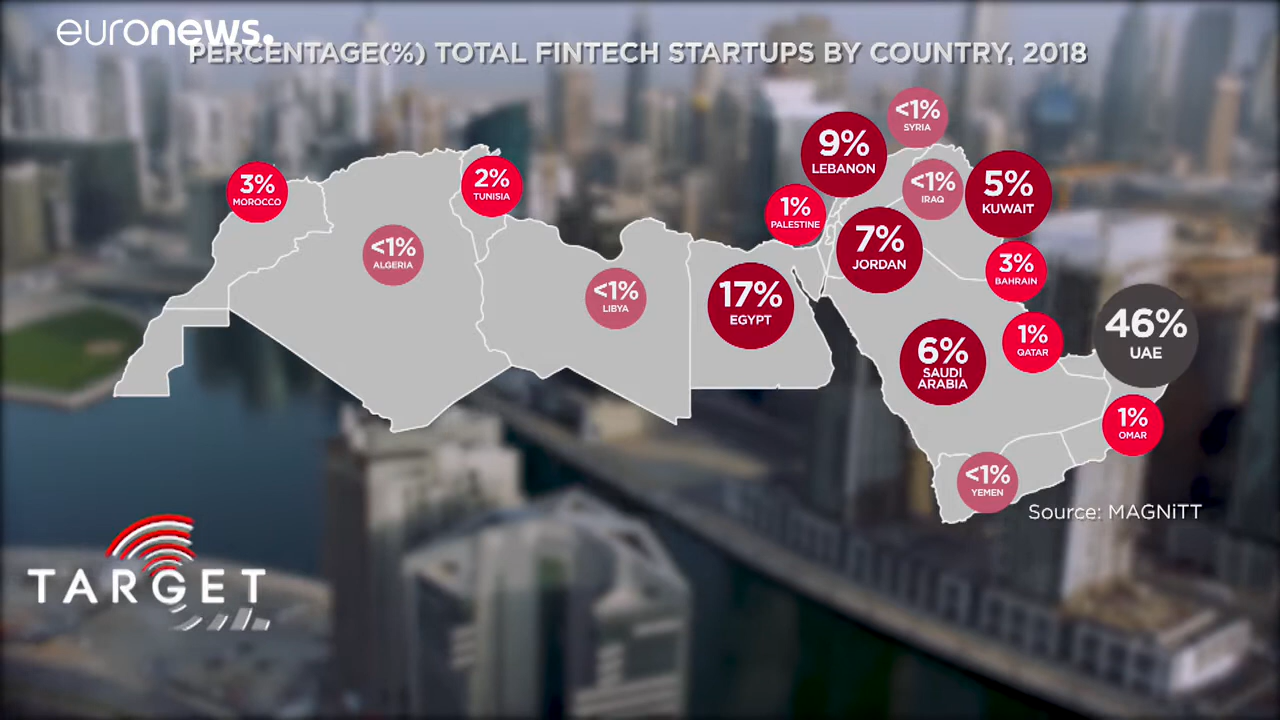 euronews.
PERCENTAGE(%) TOTAL FINTECH STARTUPS BY COUNTRY, 2018
<1%
SYRIA
9%
LEBANON
3%
MOROCCO
2%
TUNISIA
<1%
IRAQ
5%
KUWAIT
1%
PALESTINE
<1%
ALGERIA
7%
JORDAN
3%
BAHRAIN
<1%
LIBYA
17%
EGYPT
46%
UAE
1%
QATAR
6%
SAUDI
ARABIA
1%
OMAR
<1%
YEMEN
Source: MAGNiTT
TARGET